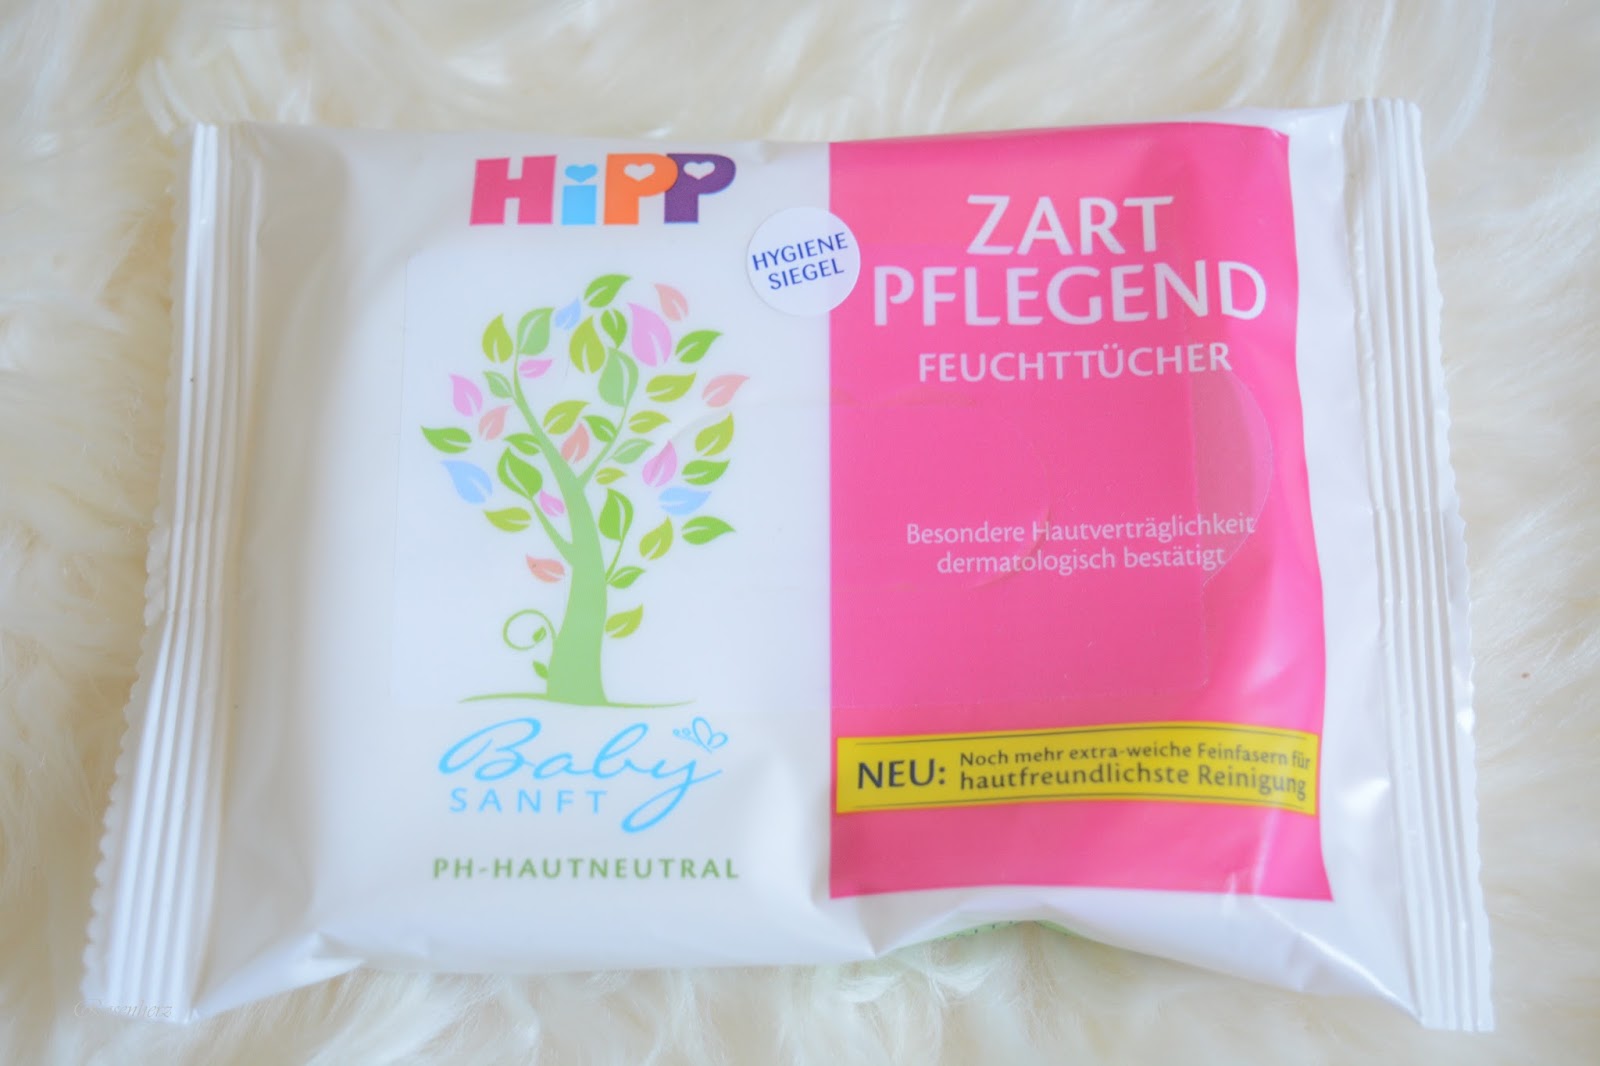 HiPP
HYGIENE
SIEGEL
ZART
PFLEGEND
FEUCHTTÜCHER
Besondere Hautverträglichkeit
dermatologisch bestätigt
NEU: Noch mehr extra-weiche Feinfasern für
hautfreundlichste Reinigung
Baby
SANFT
PH-HAUTNEUTRAL